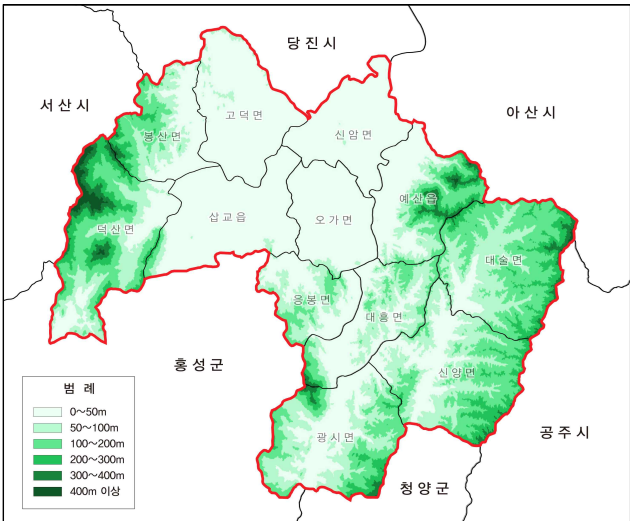 당진시
서산시
아산시
고덕면
봉산면
신암면
예산읍
삽교읍
오가면
덕산면
대술면
응봉면
대흥면
홍성군
신양면
범 례
0~50m
50~100m
100~200m
200~300m
300~400m
400m 이상
광시면
공주시
청양군